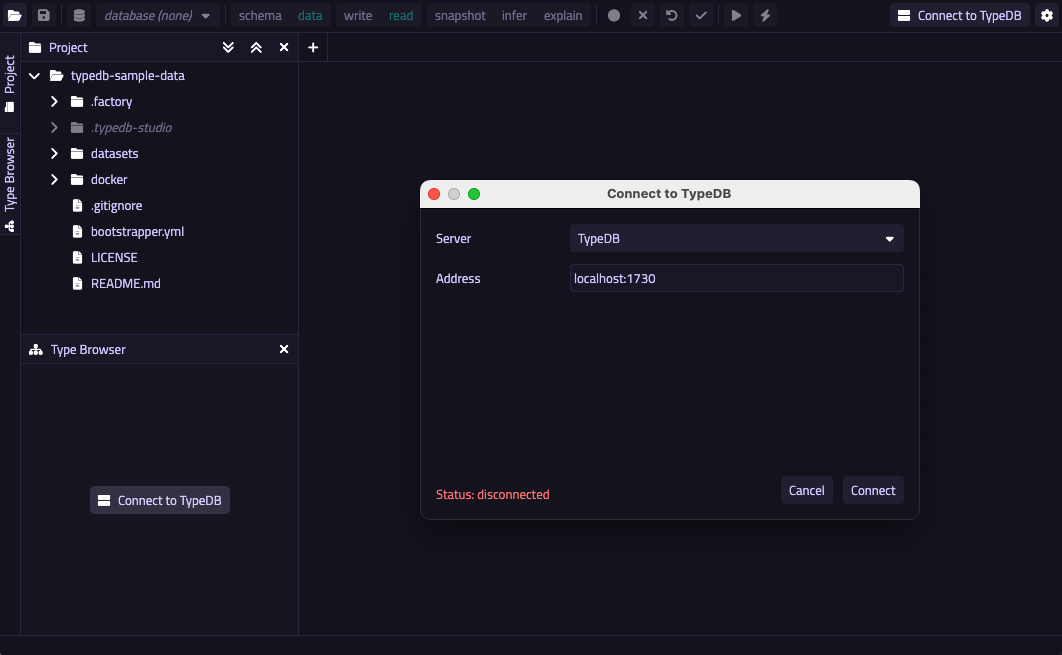 database (none)
schema
data
write
read
snapshot
infer
explain
Connect to TypeDB
Project
Type Browser
Project
typedb-sample-data
.factory
.typedb-studio
datasets
docker
.gitignore
bootstrapper.yml
LICENSE
README.md
Type Browser
Connect to TypeDB
Connect to TypeDB
Server
TypeDB
Address
localhost:1730
Status: disconnected
Cancel
Connect